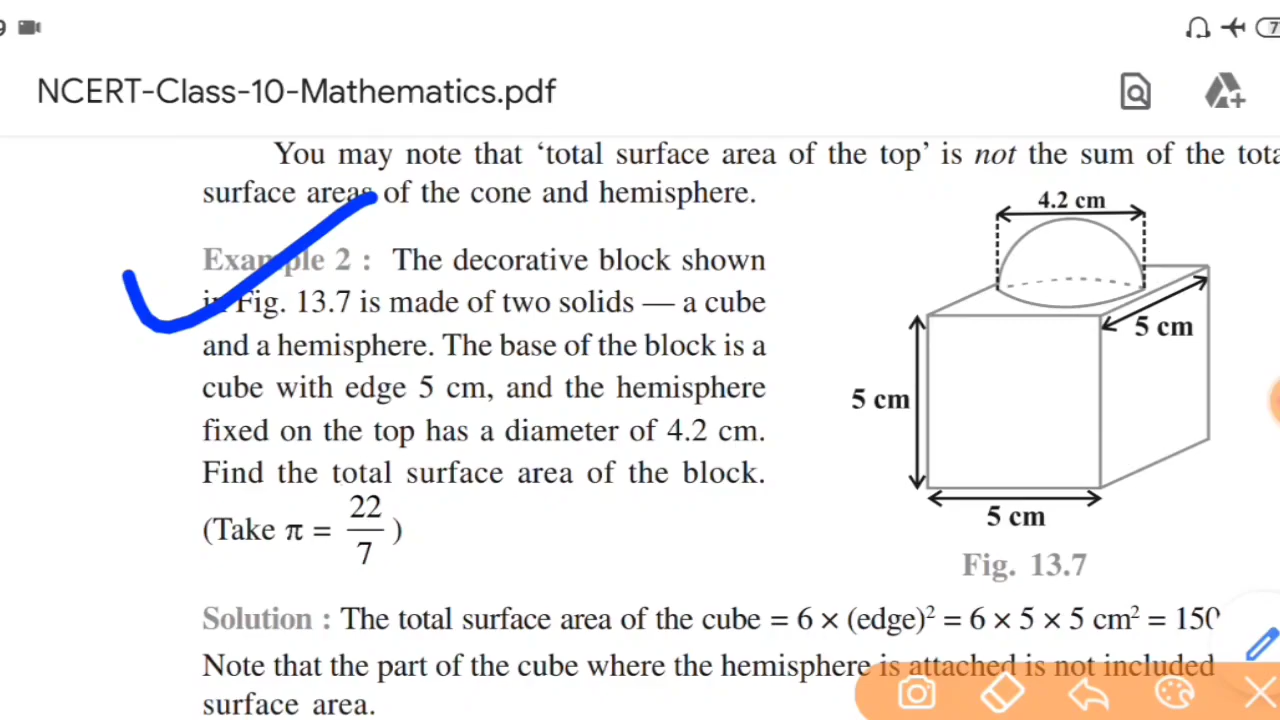 9
7
NCERT-Class-10-Mathematics.pdf
You may note that ‘total surface area of the top’ is not the sum of the tota
surface areas of the cone and hemisphere.
Example 2 : The decorative block shown
in Fig. 13.7 is made of two solids — a cube
and a hemisphere. The base of the block is a
cube with edge 5 cm, and the hemisphere
fixed on the top has a diameter of 4.2 cm.
Find the total surface area of the block.
(Take π = 22/7 )
4.2 cm
5 cm
5 cm
5 cm
Fig. 13.7
Solution : The total surface area of the cube = 6 × (edge)² = 6 × 5 × 5 cm² = 150
Note that the part of the cube where the hemisphere is attached is not included
surface area.